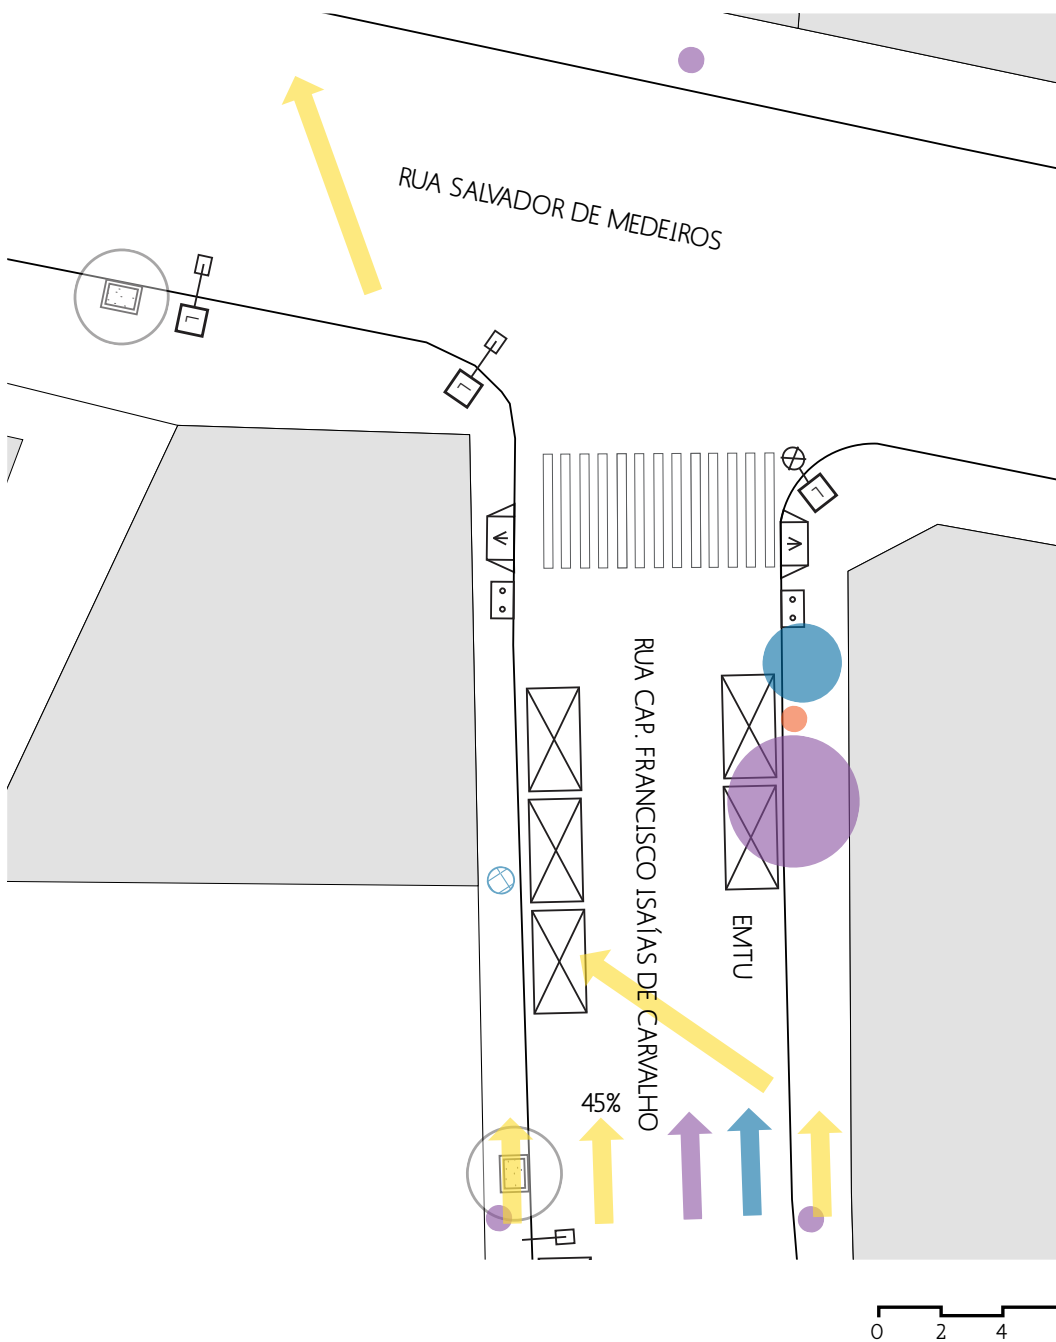 RUA SALVADOR DE MEDEIROS
L
L
L
RUA CAP. FRANCISCO ISAÍAS DE CARVALHO
EMTU
45%
0 2 4